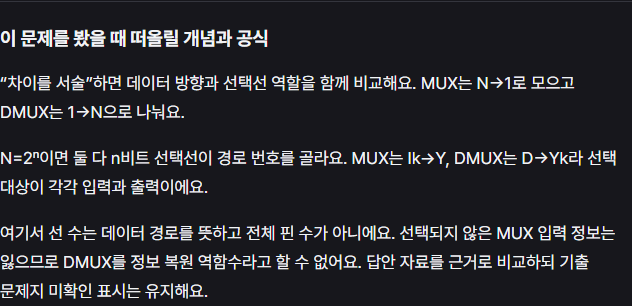 이 문제를 봤을 때 떠올릴 개념과 공식
“차이를 서술”하면 데이터 방향과 선택선 역할을 함께 비교해요. MUX는 N→1로 모으고
DMUX는 1→N으로 나눠요.
N=2ⁿ이면 둘 다 n비트 선택선이 경로 번호를 골라요. MUX는 Ik→Y, DMUX는 D→Yk라 선택
대상이 각각 입력과 출력이에요.
여기서 선 수는 데이터 경로를 뜻하고 전체 핀 수가 아니에요. 선택되지 않은 MUX 입력 정보는
잃으므로 DMUX를 정보 복원 역함수라고 할 수 없어요. 답안 자료를 근거로 비교하되 기출
문제지 미확인 표시는 유지해요.